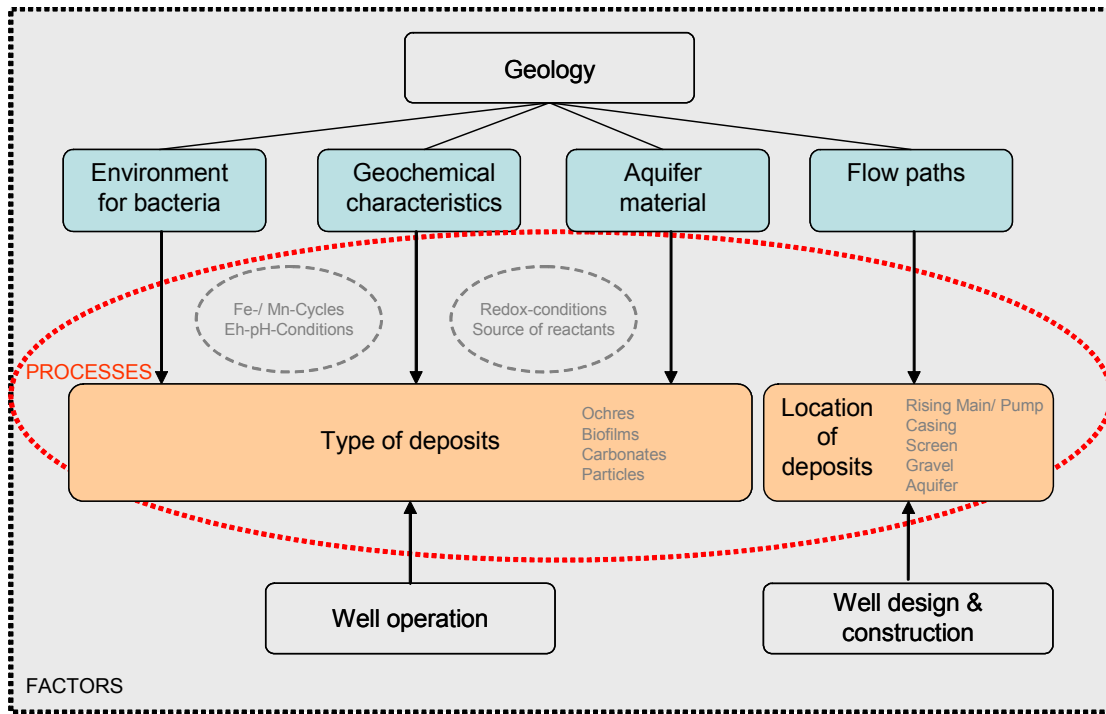 Geology
Environment
for bacteria
Geochemical
characteristics
Aquifer
material
Flow paths
Fe-/ Mn-Cycles
Eh-pH-Conditions
Redox-conditions
Source of reactants
PROCESSES
Type of deposits
Ochres
Biofilms
Carbonates
Particles
Location
of
deposits
Rising Main/ Pump
Casing
Screen
Gravel
Aquifer
Well operation
Well design &
construction
FACTORS